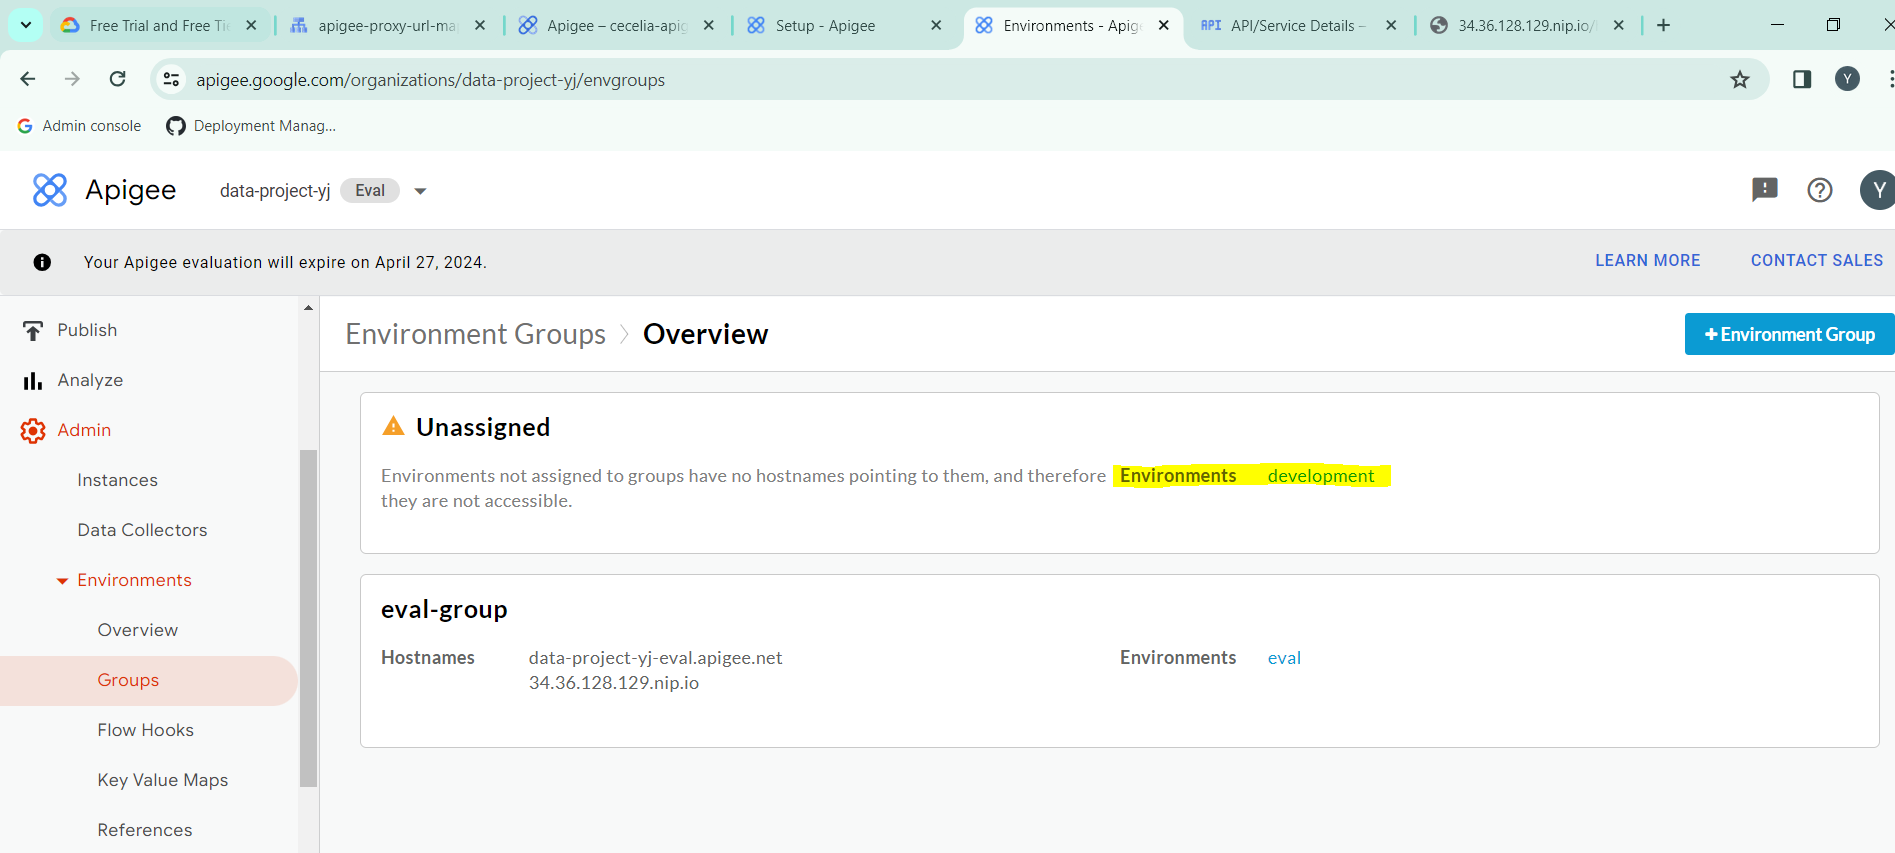 Free Trial and Free Tie
apigee-proxy-url-ma
Apigee – cecelia-apig
Setup - Apigee
Environments - Apige
API API/Service Details –
34.36.128.129.nip.io/
apigee.google.com/organizations/data-project-yj/envgroups
Y
Admin console
Deployment Manag...
Apigee
data-project-yj
Eval
Y
Your Apigee evaluation will expire on April 27, 2024.
LEARN MORE
CONTACT SALES
Publish
Analyze
Admin
Instances
Data Collectors
Environments
Overview
Groups
Flow Hooks
Key Value Maps
References
Environment Groups > Overview
+ Environment Group
Unassigned
Environments not assigned to groups have no hostnames pointing to them, and therefore
they are not accessible.
Environments development
eval-group
Hostnames data-project-yj-eval.apigee.net
34.36.128.129.nip.io
Environments eval